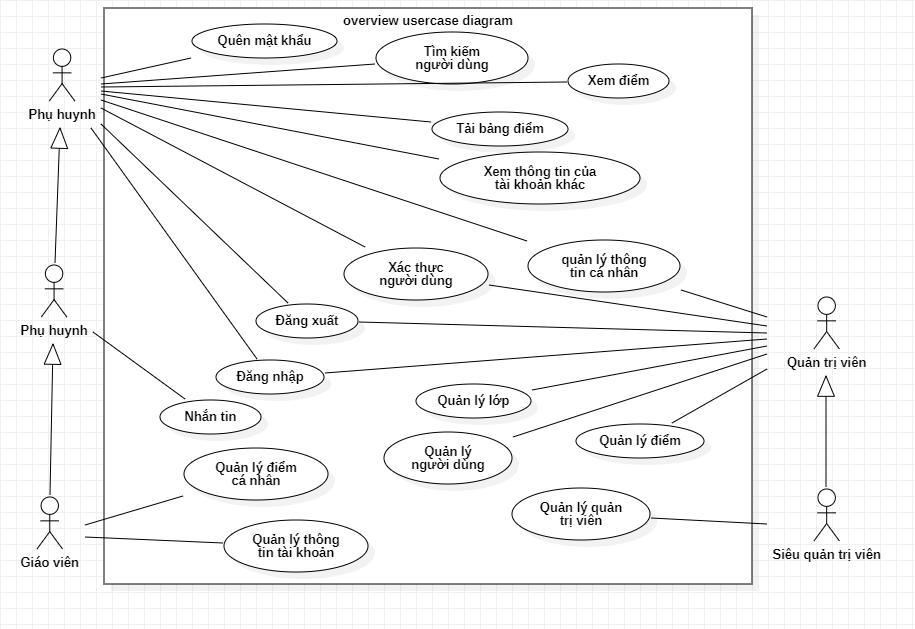 overview usercase diagram
Quên mật khẩu
Tìm kiếm
người dùng
Xem điểm
Phụ huynh
Tải bảng điểm
Xem thông tin của
tài khoản khác
Xác thực
người dùng
quản lý thông
tin cá nhân
Đăng xuất
Phụ huynh
Quản trị viên
Đăng nhập
Quản lý lớp
Nhắn tin
Quản lý điểm
Quản lý
người dùng
Quản lý điểm
cá nhân
Quản lý quản
trị viên
Quản lý thông
tin tài khoản
Giáo viên
Siêu quản trị viên